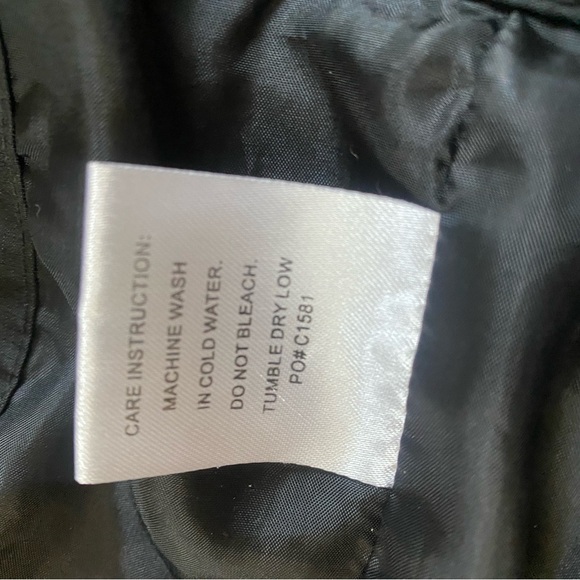 CARE INSTRUCTION:
MACHINE WASH
IN COLD WATER.
DO NOT BLEACH.
TUMBLE DRY LOW
PO# C1581